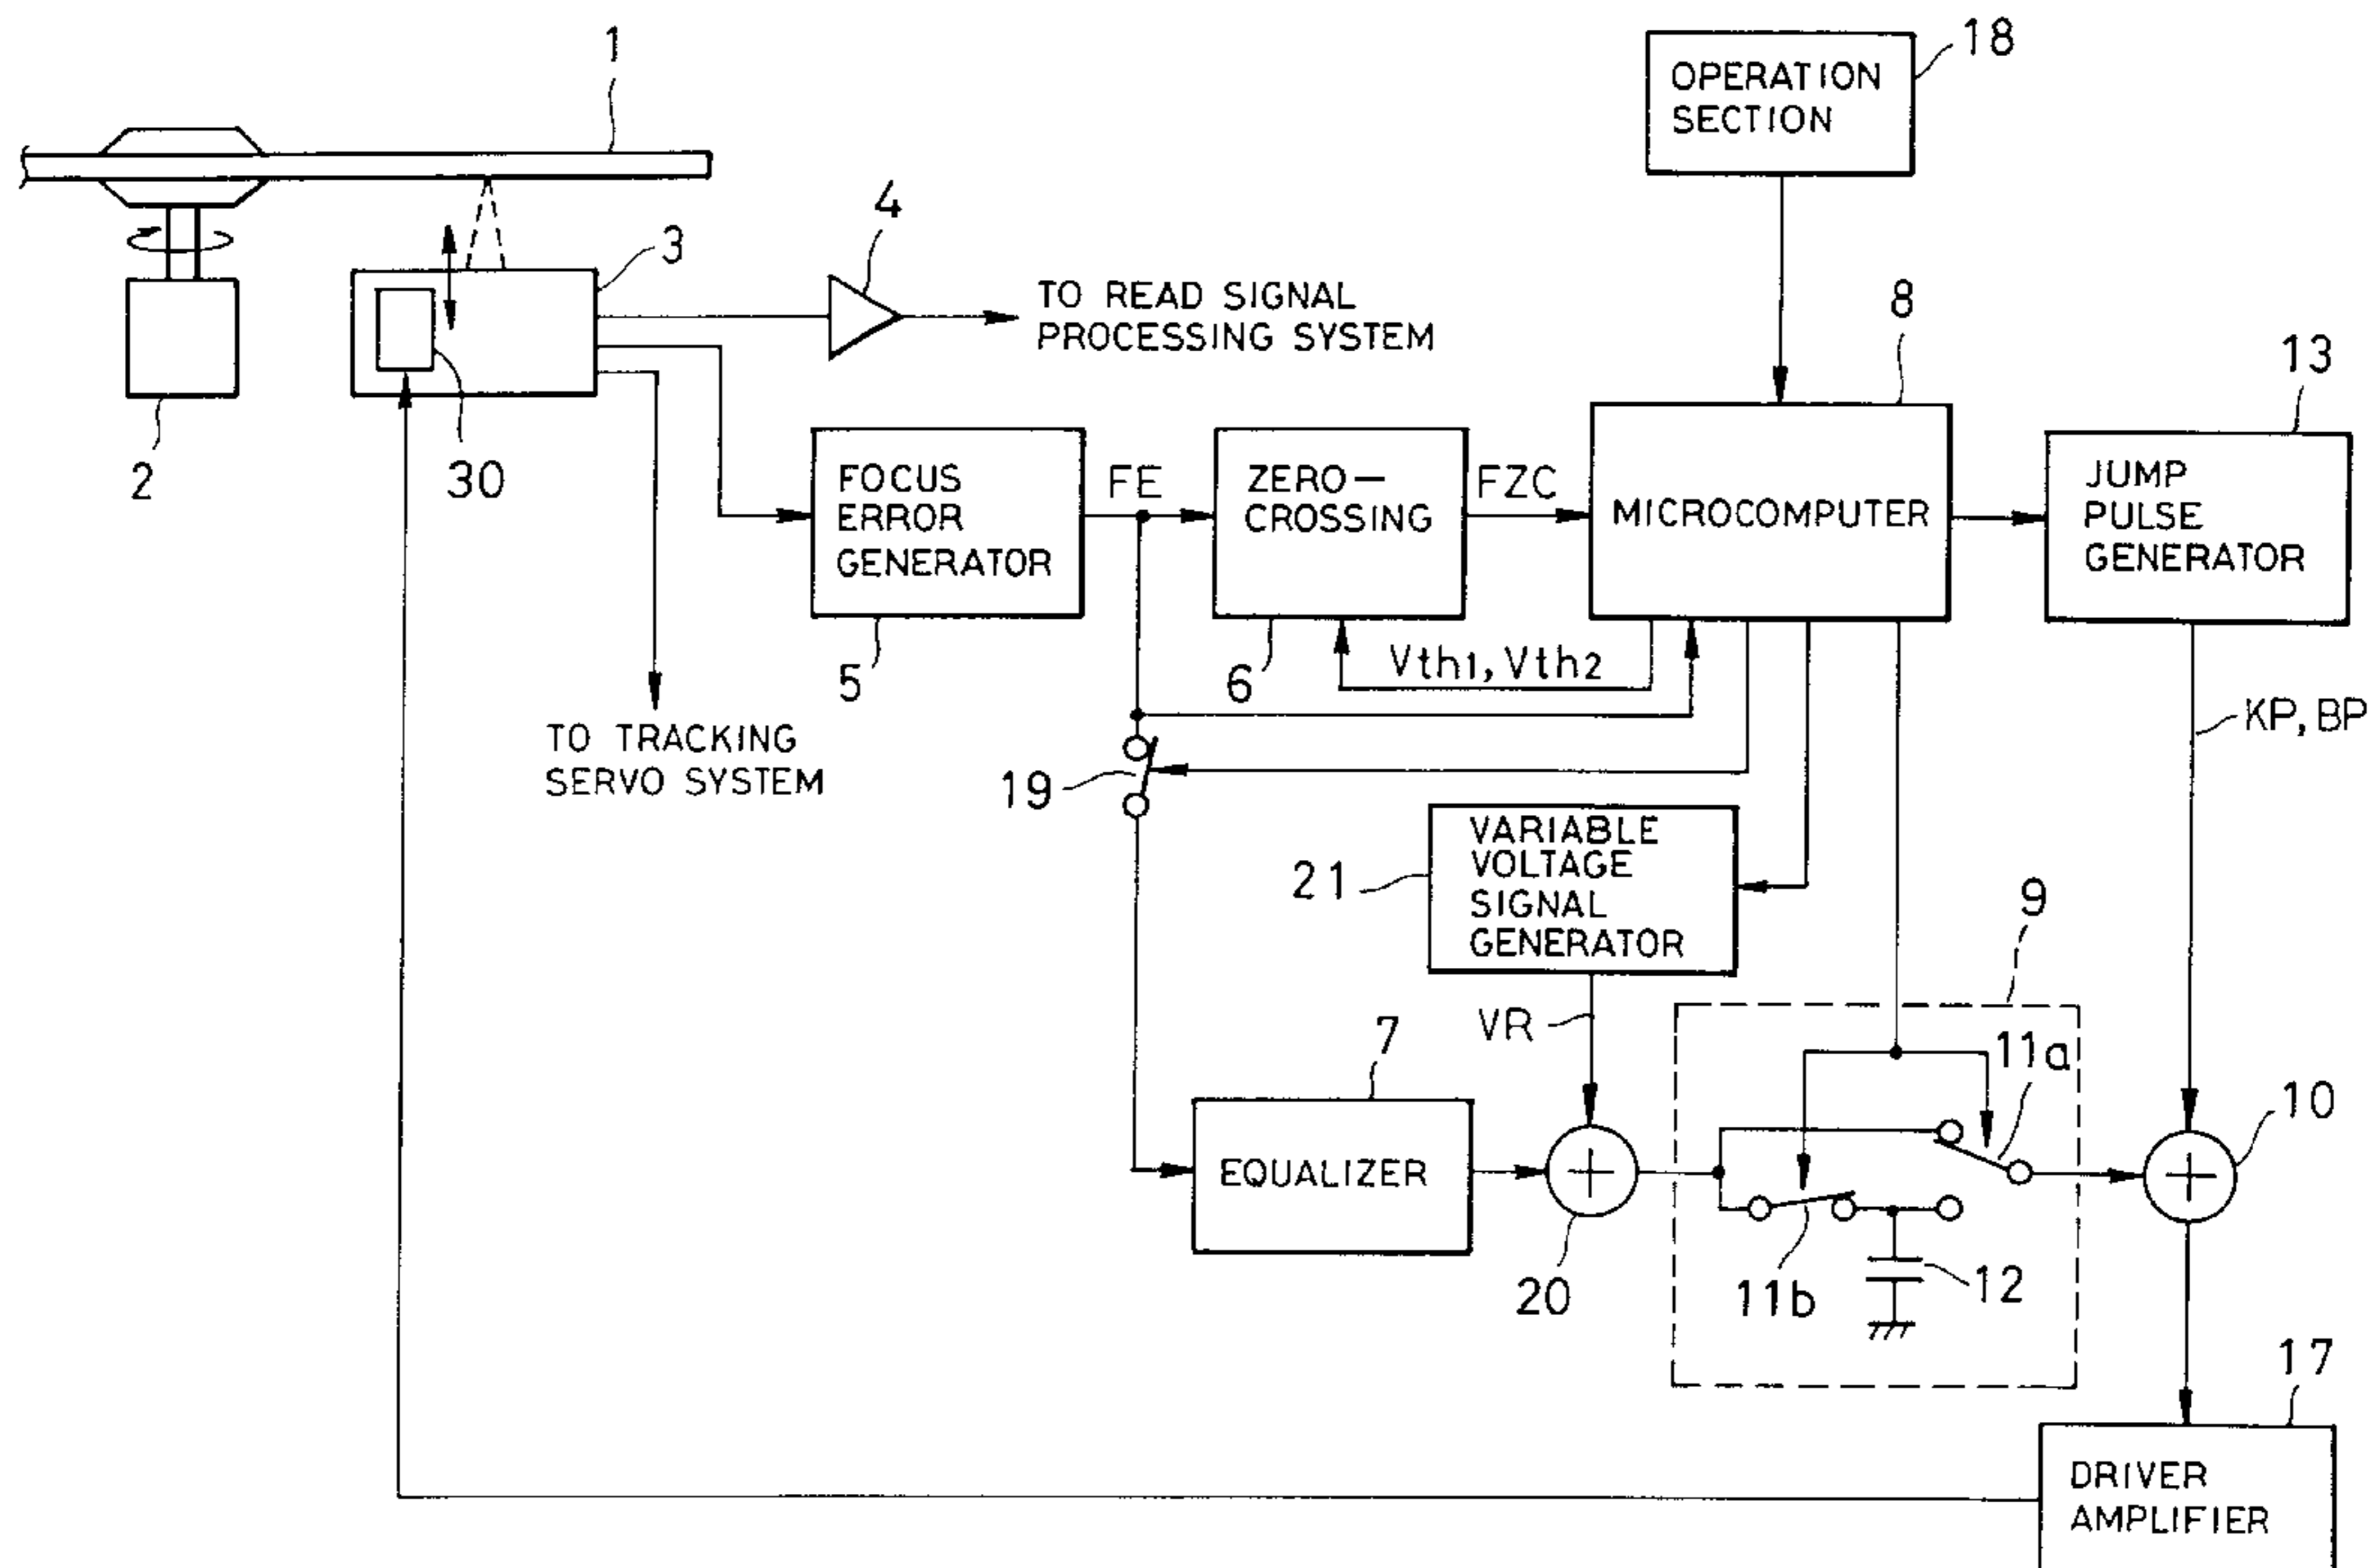 1
18
OPERATION
SECTION
4
3
TO READ SIGNAL
PROCESSING SYSTEM
8
13
2
30
FOCUS
ERROR
GENERATOR
FE
ZERO-
CROSSING
FZC
MICROCOMPUTER
JUMP
PULSE
GENERATOR
5
6
Vth1, Vth2
KP, BP
TO TRACKING
SERVO SYSTEM
19
VARIABLE
VOLTAGE
SIGNAL
GENERATOR
21
9
VR
7
11a
10
EQUALIZER
20
11b
12
17
DRIVER
AMPLIFIER